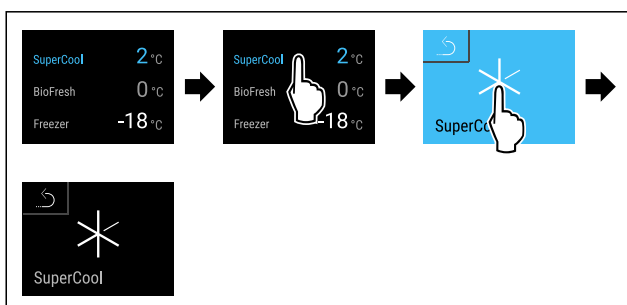 SuperCool 2 °C
BioFresh 0 °C
Freezer -18 °C
SuperCool 2 °C
BioFresh 0 °C
Freezer -18 °C
SuperCo
SuperCool